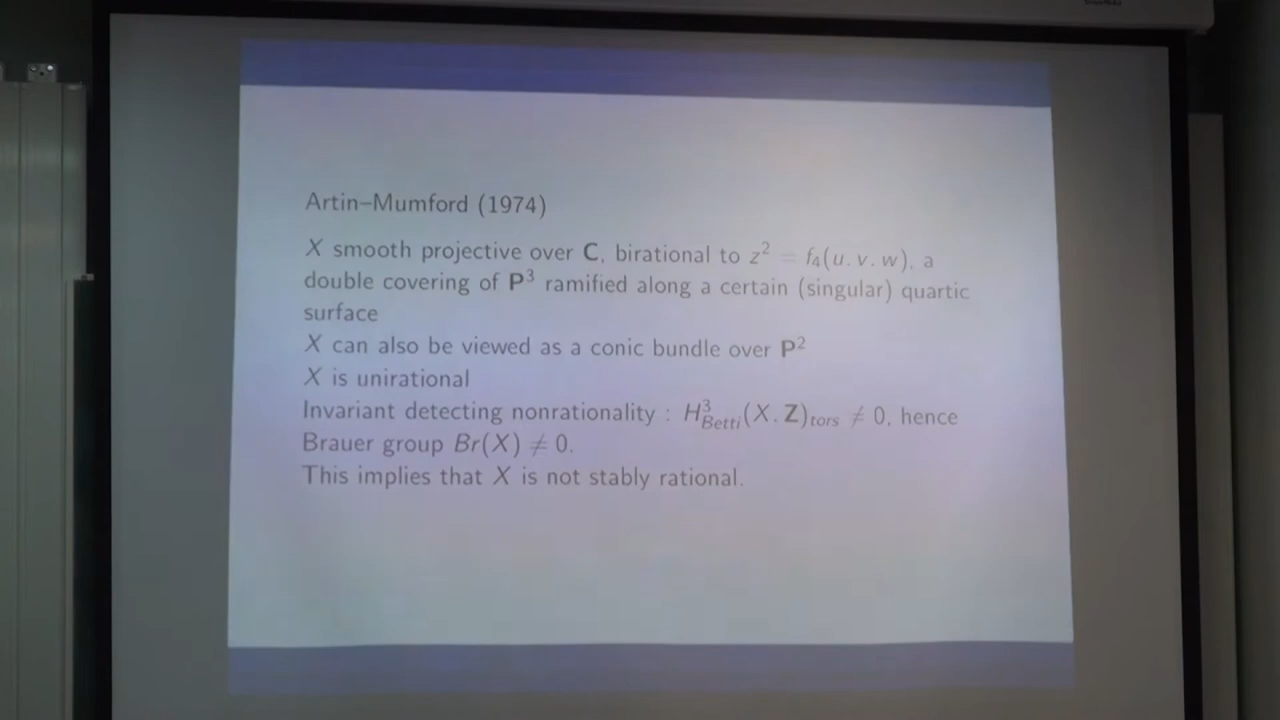 Artin–Mumford (1974)
X smooth projective over C, birational to z² = f₄(u, v, w), a
double covering of P³ ramified along a certain (singular) quartic
surface
X can also be viewed as a conic bundle over P²
X is unirational
Invariant detecting nonrationality : H³_Betti(X, Z)_tors ≠ 0, hence
Brauer group Br(X) ≠ 0.
This implies that X is not stably rational.